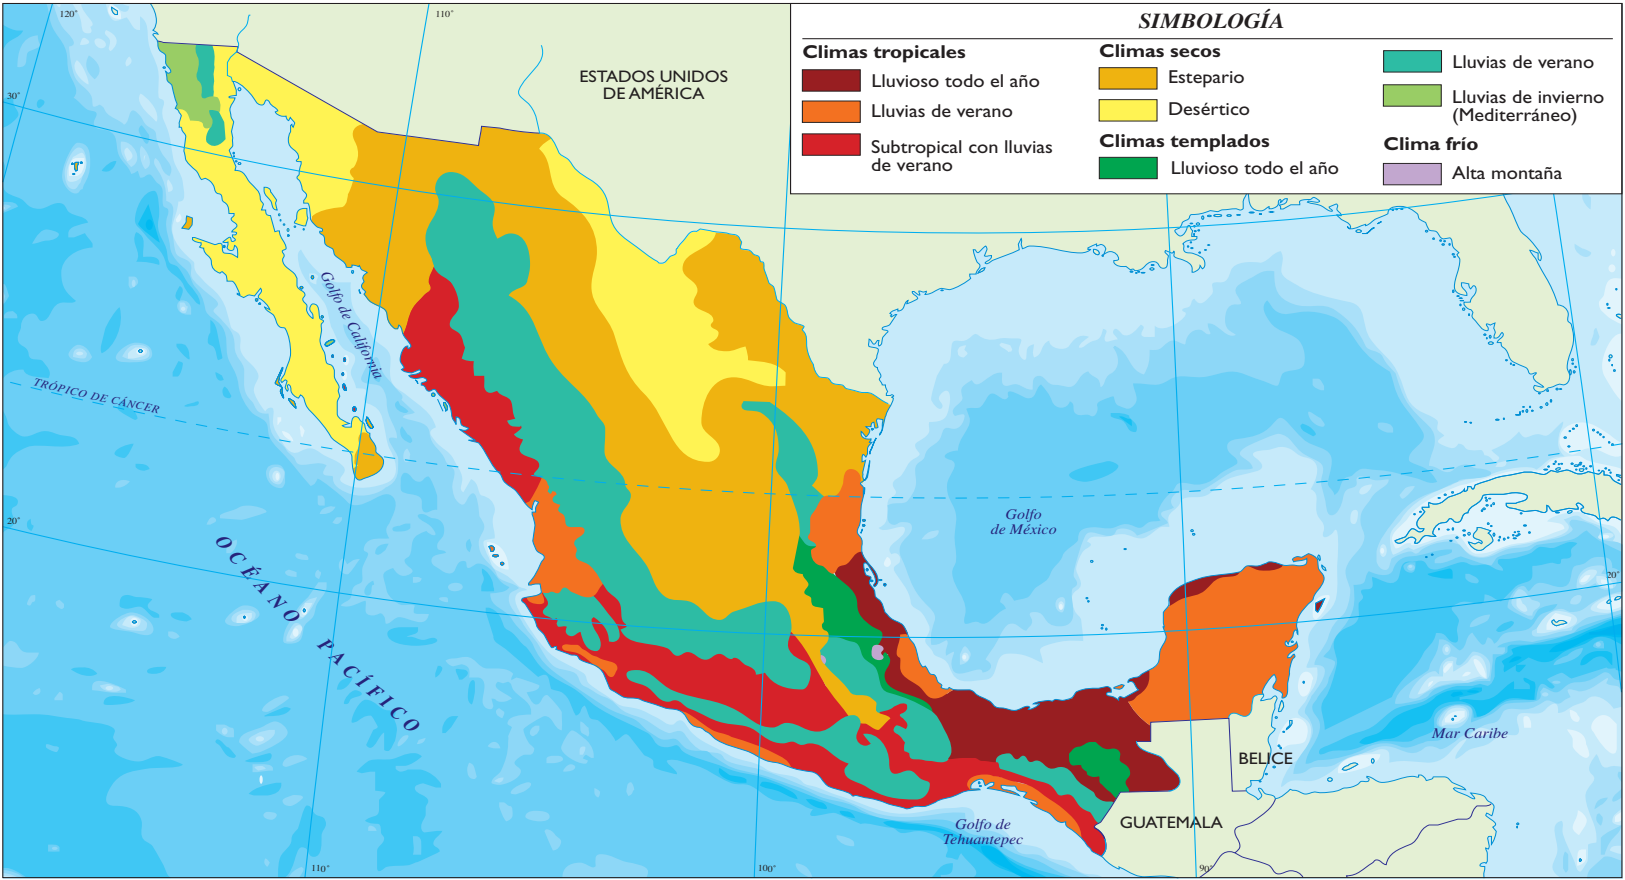 120°
110°
SIMBOLOGÍA
Climas tropicales
Lluvioso todo el año
Lluvias de verano
Subtropical con lluvias
de verano
Climas secos
Estepario
Desértico
Climas templados
Lluvioso todo el año
Lluvias de verano
Lluvias de invierno
(Mediterráneo)
Clima frío
Alta montaña
ESTADOS UNIDOS
DE AMÉRICA
30°
Golfo de California
TRÓPICO DE CÁNCER
20°
Golfo
de México
20°
OCÉANO PACÍFICO
Mar Caribe
BELICE
GUATEMALA
Golfo de
Tehuantepec
110°
100°
90°